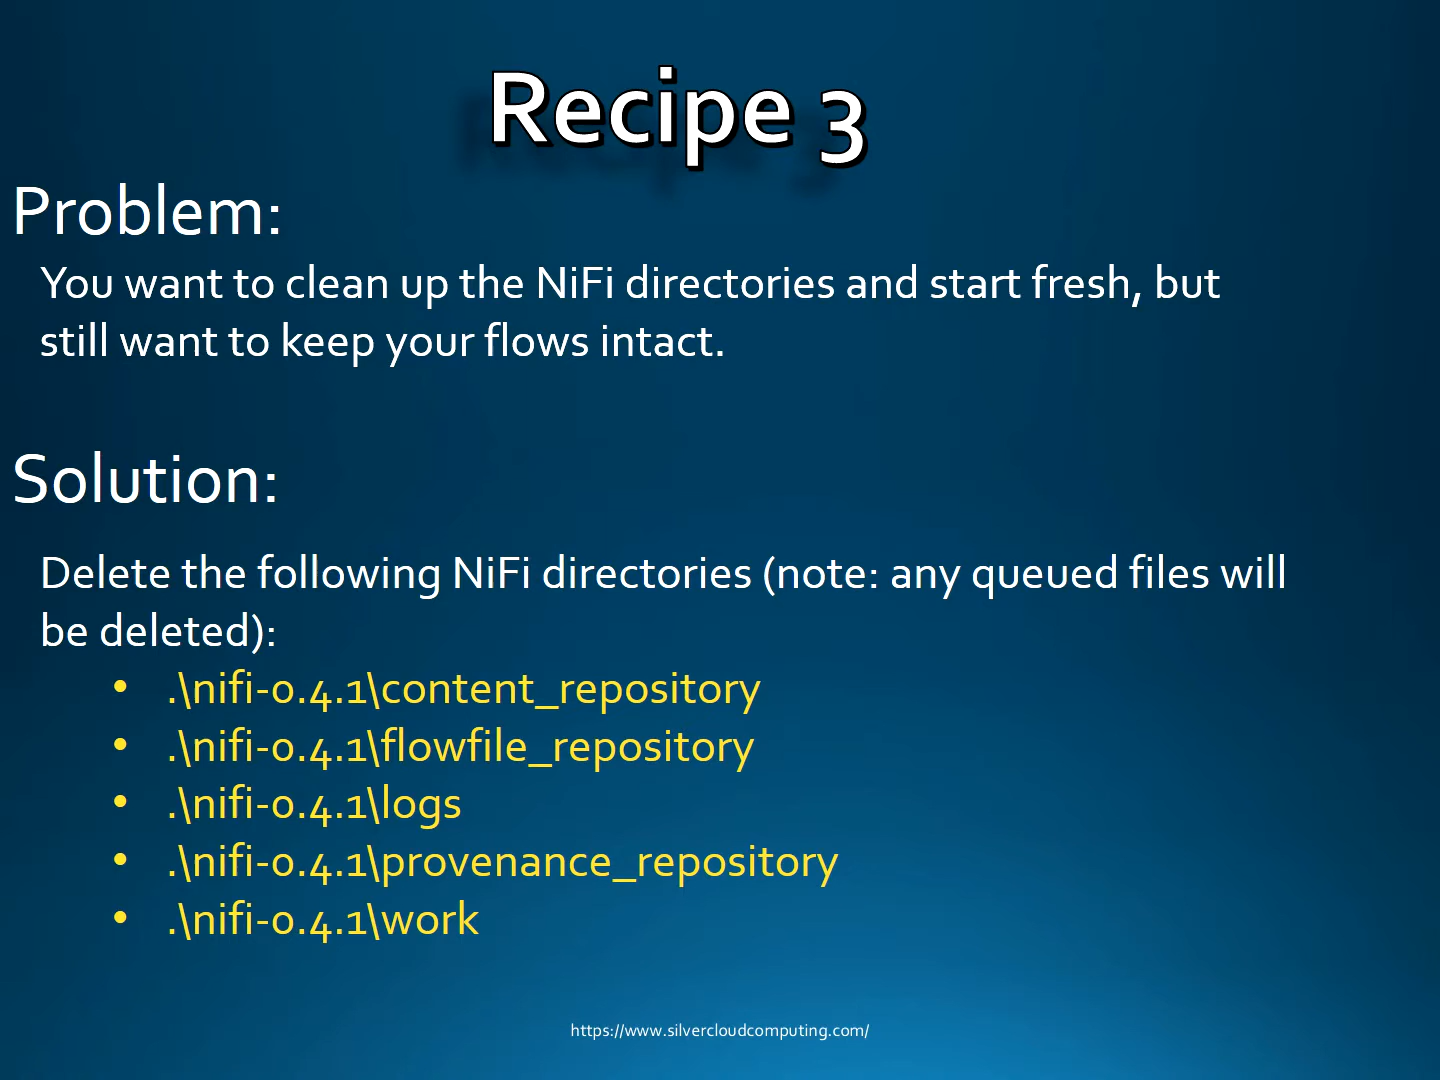 Recipe 3
Problem:
You want to clean up the NiFi directories and start fresh, but
still want to keep your flows intact.
Solution:
Delete the following NiFi directories (note: any queued files will
be deleted):
• .\nifi-0.4.1\content_repository
• .\nifi-0.4.1\flowfile_repository
• .\nifi-0.4.1\logs
• .\nifi-0.4.1\provenance_repository
• .\nifi-0.4.1\work
https://www.silvercloudcomputing.com/